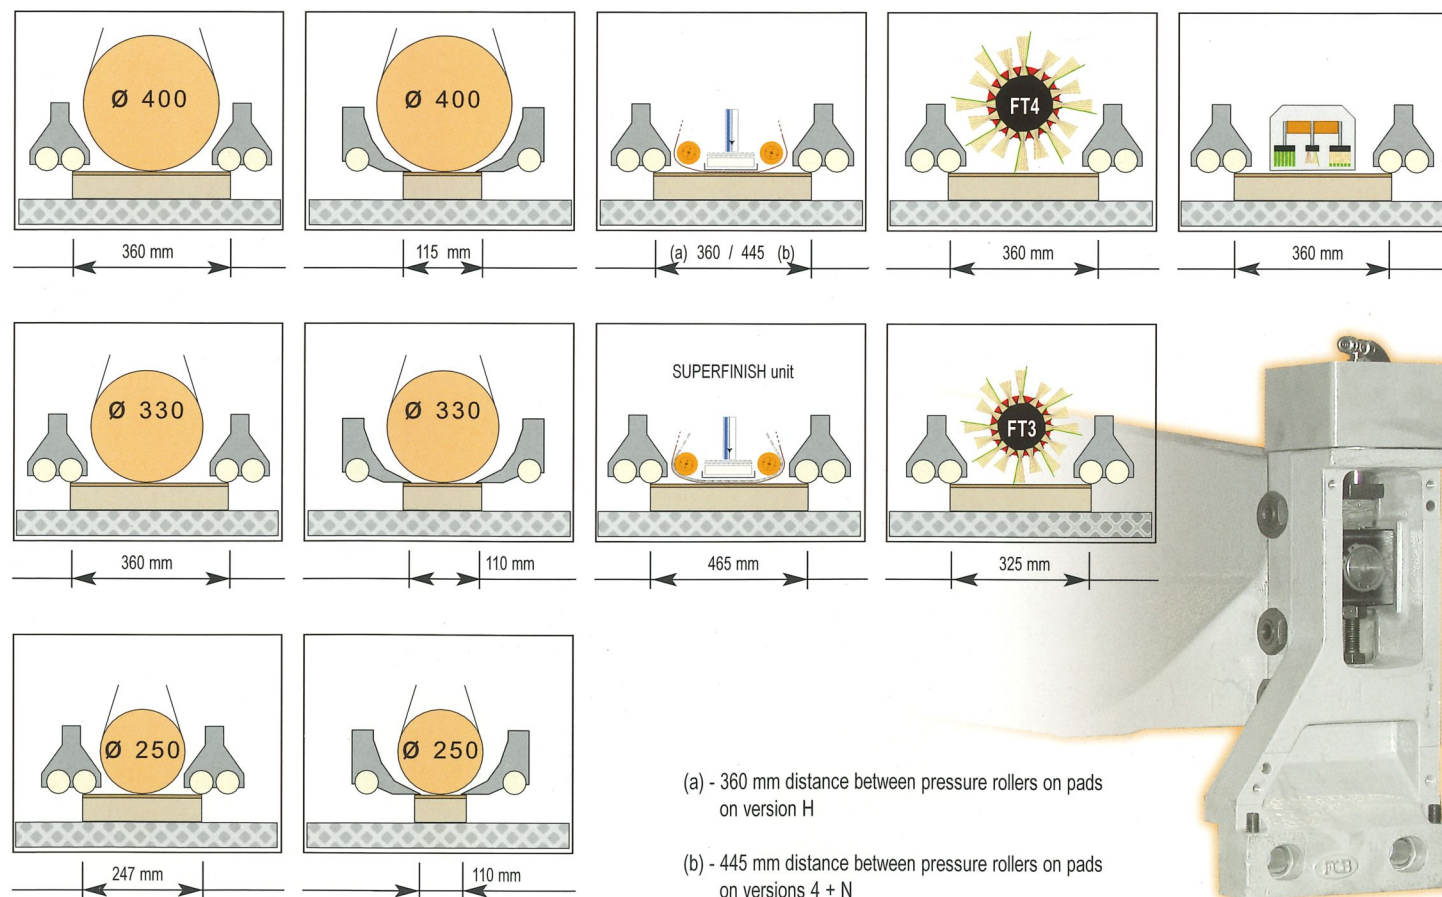 Ø 400
Ø 400
FT4
360 mm
115 mm
(a) 360 / 445 (b)
360 mm
360 mm
Ø 330
Ø 330
SUPERFINISH unit
FT3
360 mm
110 mm
465 mm
325 mm
Ø 250
Ø 250
247 mm
110 mm
(a) - 360 mm distance between pressure rollers on pads
on version H
(b) - 445 mm distance between pressure rollers on pads
on versions 4 + N
FCB